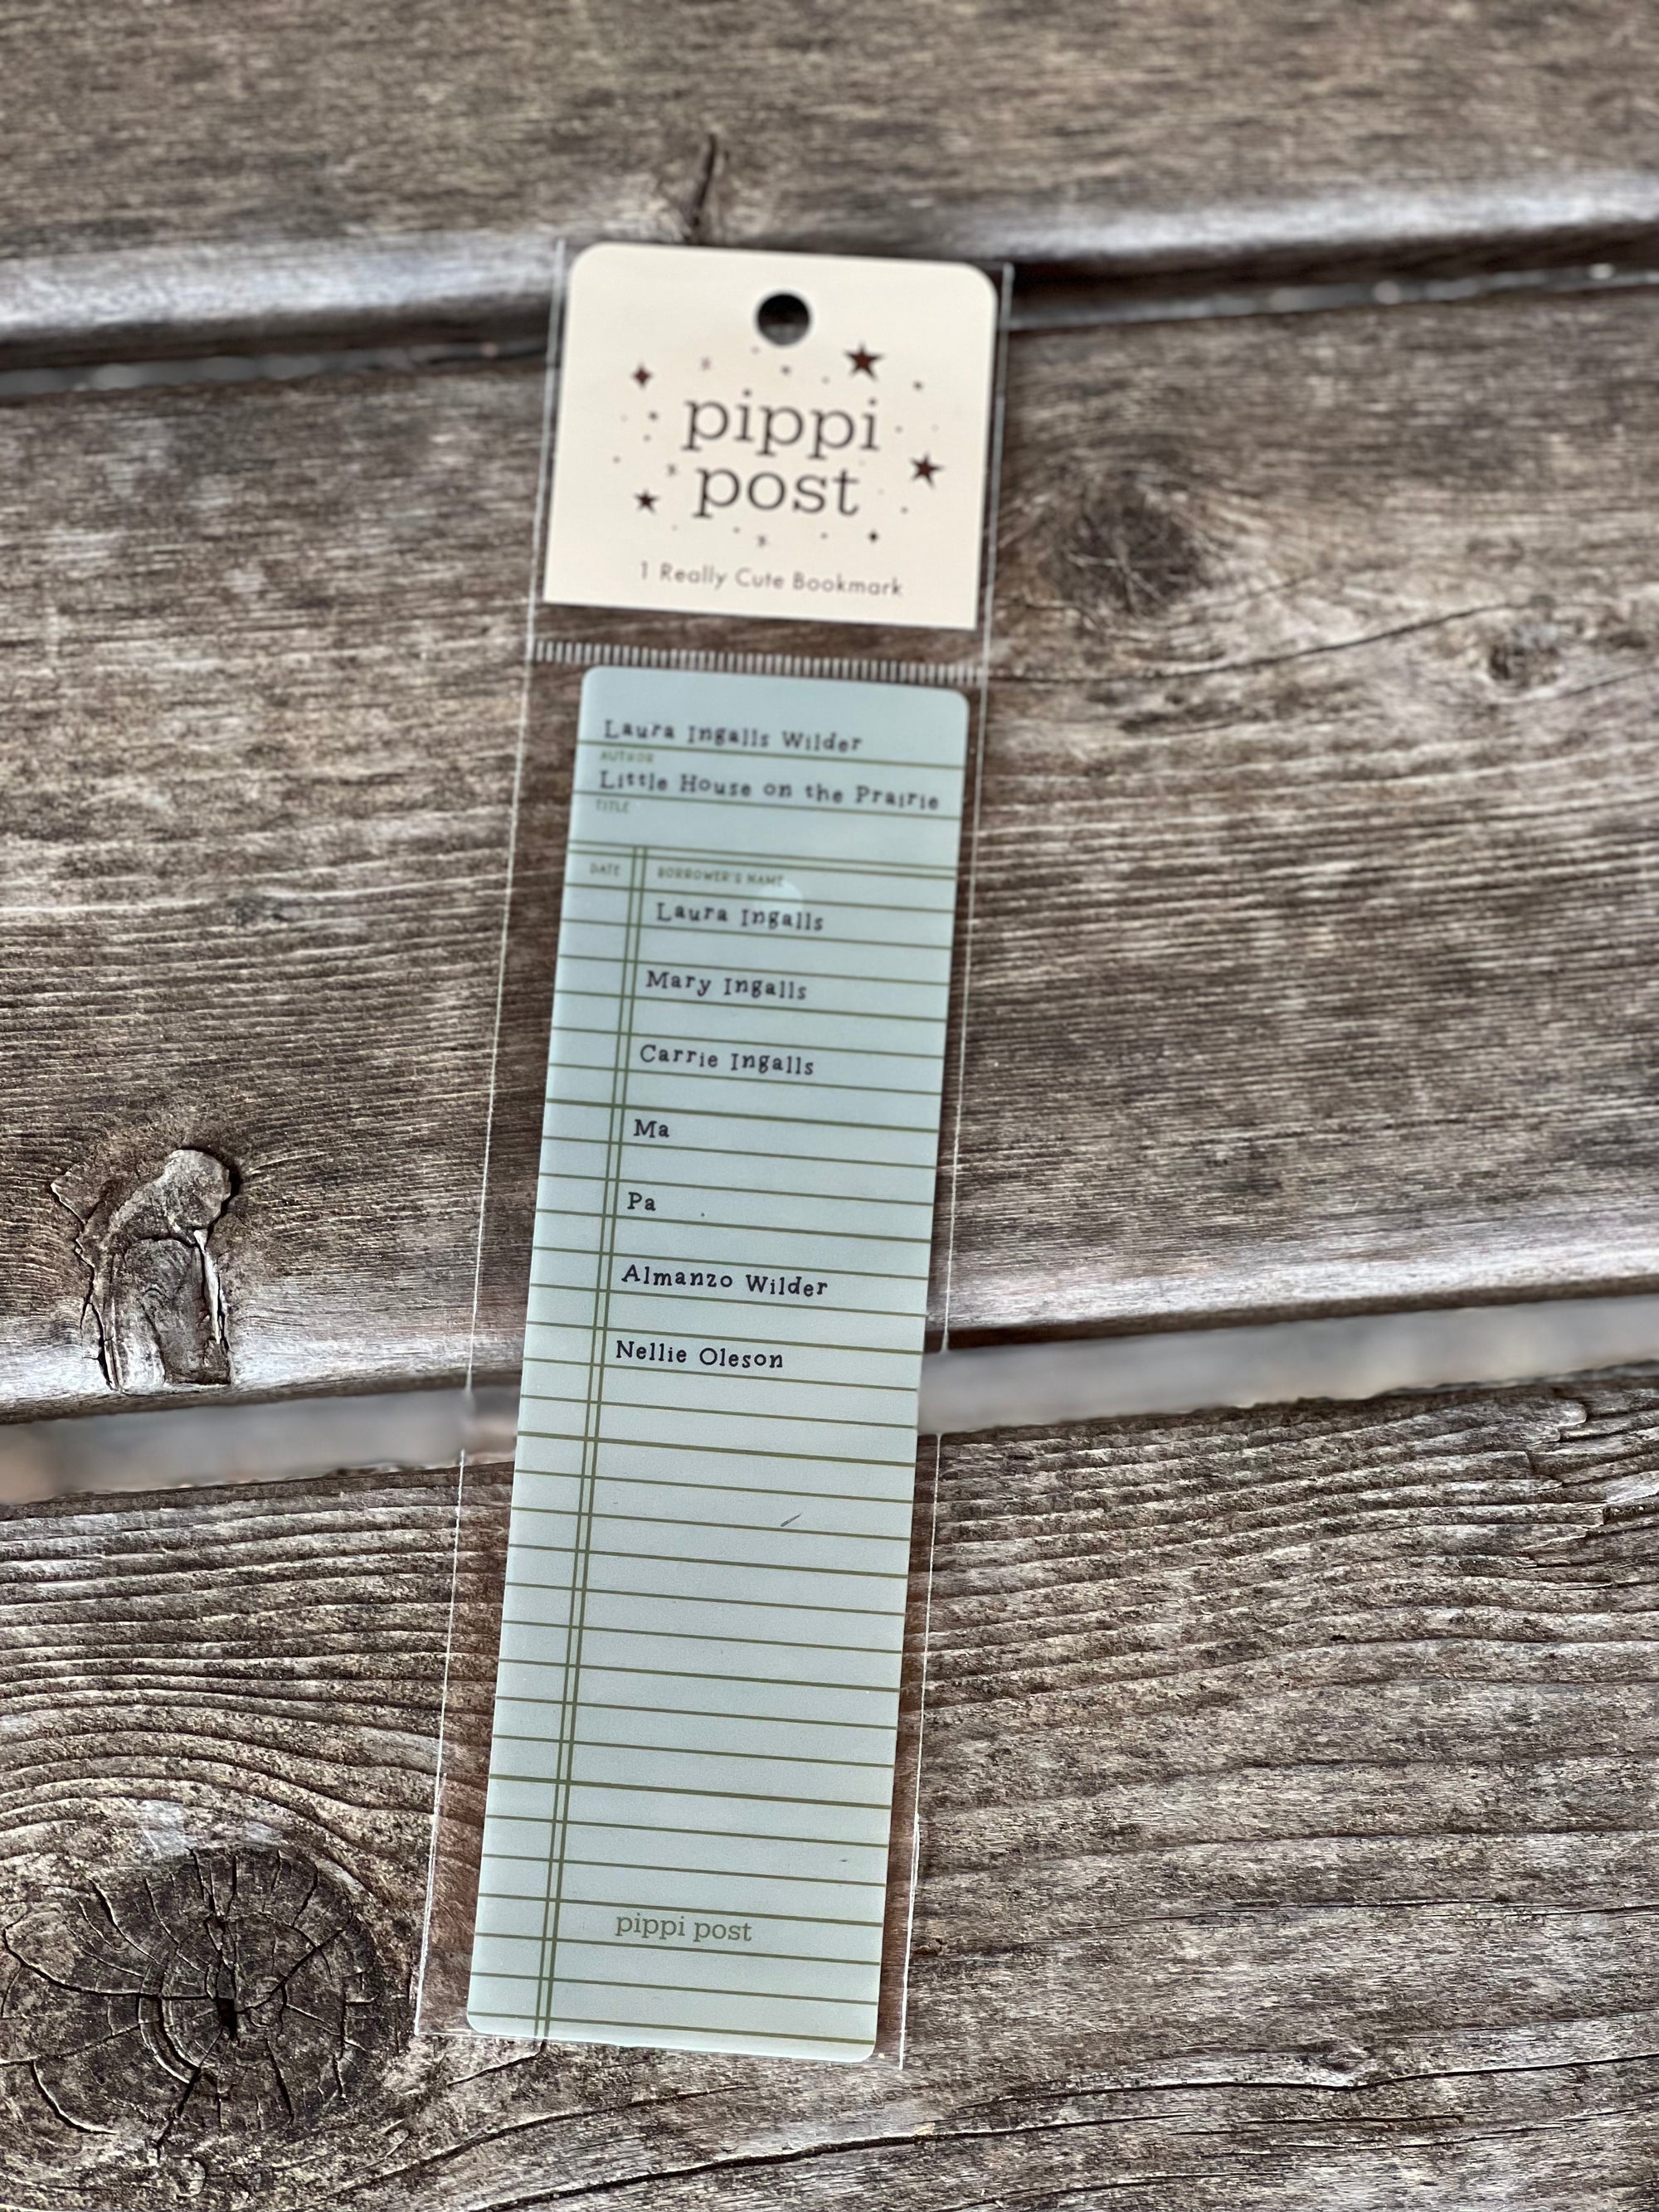 pippi
post
1 Really Cute Bookmark
Laura Ingalls Wilder
AUTHOR
Little House on the Prairie
TITLE
DATE BORROWER'S NAME
Laura Ingalls
Mary Ingalls
Carrie Ingalls
Ma
Pa
Almanzo Wilder
Nellie Oleson
pippi post